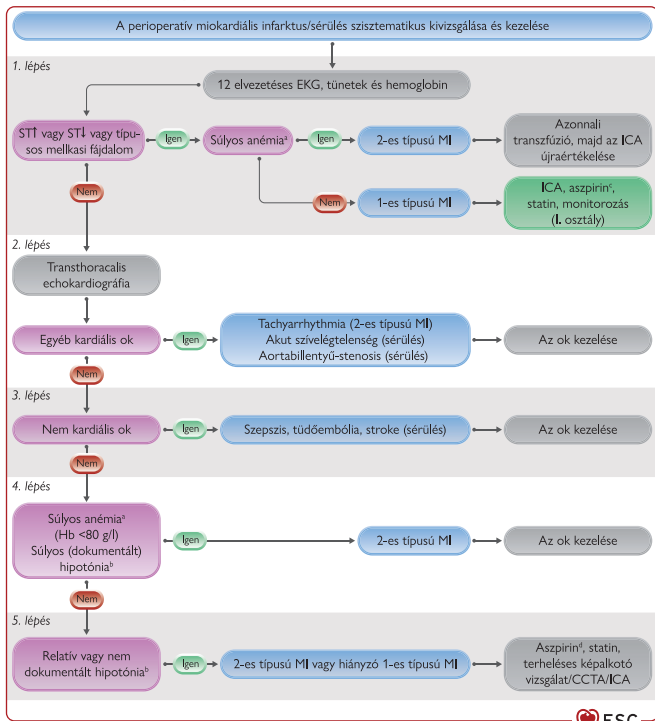 A perioperatív miokardiális infarktus/sérülés szisztematikus kivizsgálása és kezelése
1. lépés
12 elvezetéses EKG, tünetek és hemoglobin
ST↑ vagy ST↓ vagy típu-
sos mellkasi fájdalom
Igen
Súlyos anémiaᵃ
Igen
2-es típusú MI
Azonnali
transzfúzió, majd az ICA
újraértékelése
Nem
Nem
1-es típusú MI
ICA, aszpirinᶜ,
statin, monitorozás
(I. osztály)
2. lépés
Transthoracalis
echokardiográfia
Egyéb kardiális ok
Igen
Tachyarrhythmia (2-es típusú MI)
Akut szívelégtelenség (sérülés)
Aortabillentyű-stenosis (sérülés)
Az ok kezelése
Nem
3. lépés
Nem kardiális ok
Igen
Szepszis, tüdőembólia, stroke (sérülés)
Az ok kezelése
Nem
4. lépés
Súlyos anémiaᵃ
(Hb <80 g/l)
Súlyos (dokumentált)
hipotóniaᵇ
Igen
2-es típusú MI
Az ok kezelése
Nem
5. lépés
Relatív vagy nem
dokumentált hipotóniaᵇ
Igen
2-es típusú MI vagy hiányzó 1-es típusú MI
Aszpirinᵈ, statin,
terheléses képalkotó
vizsgálat/CCTA/ICA
ESC